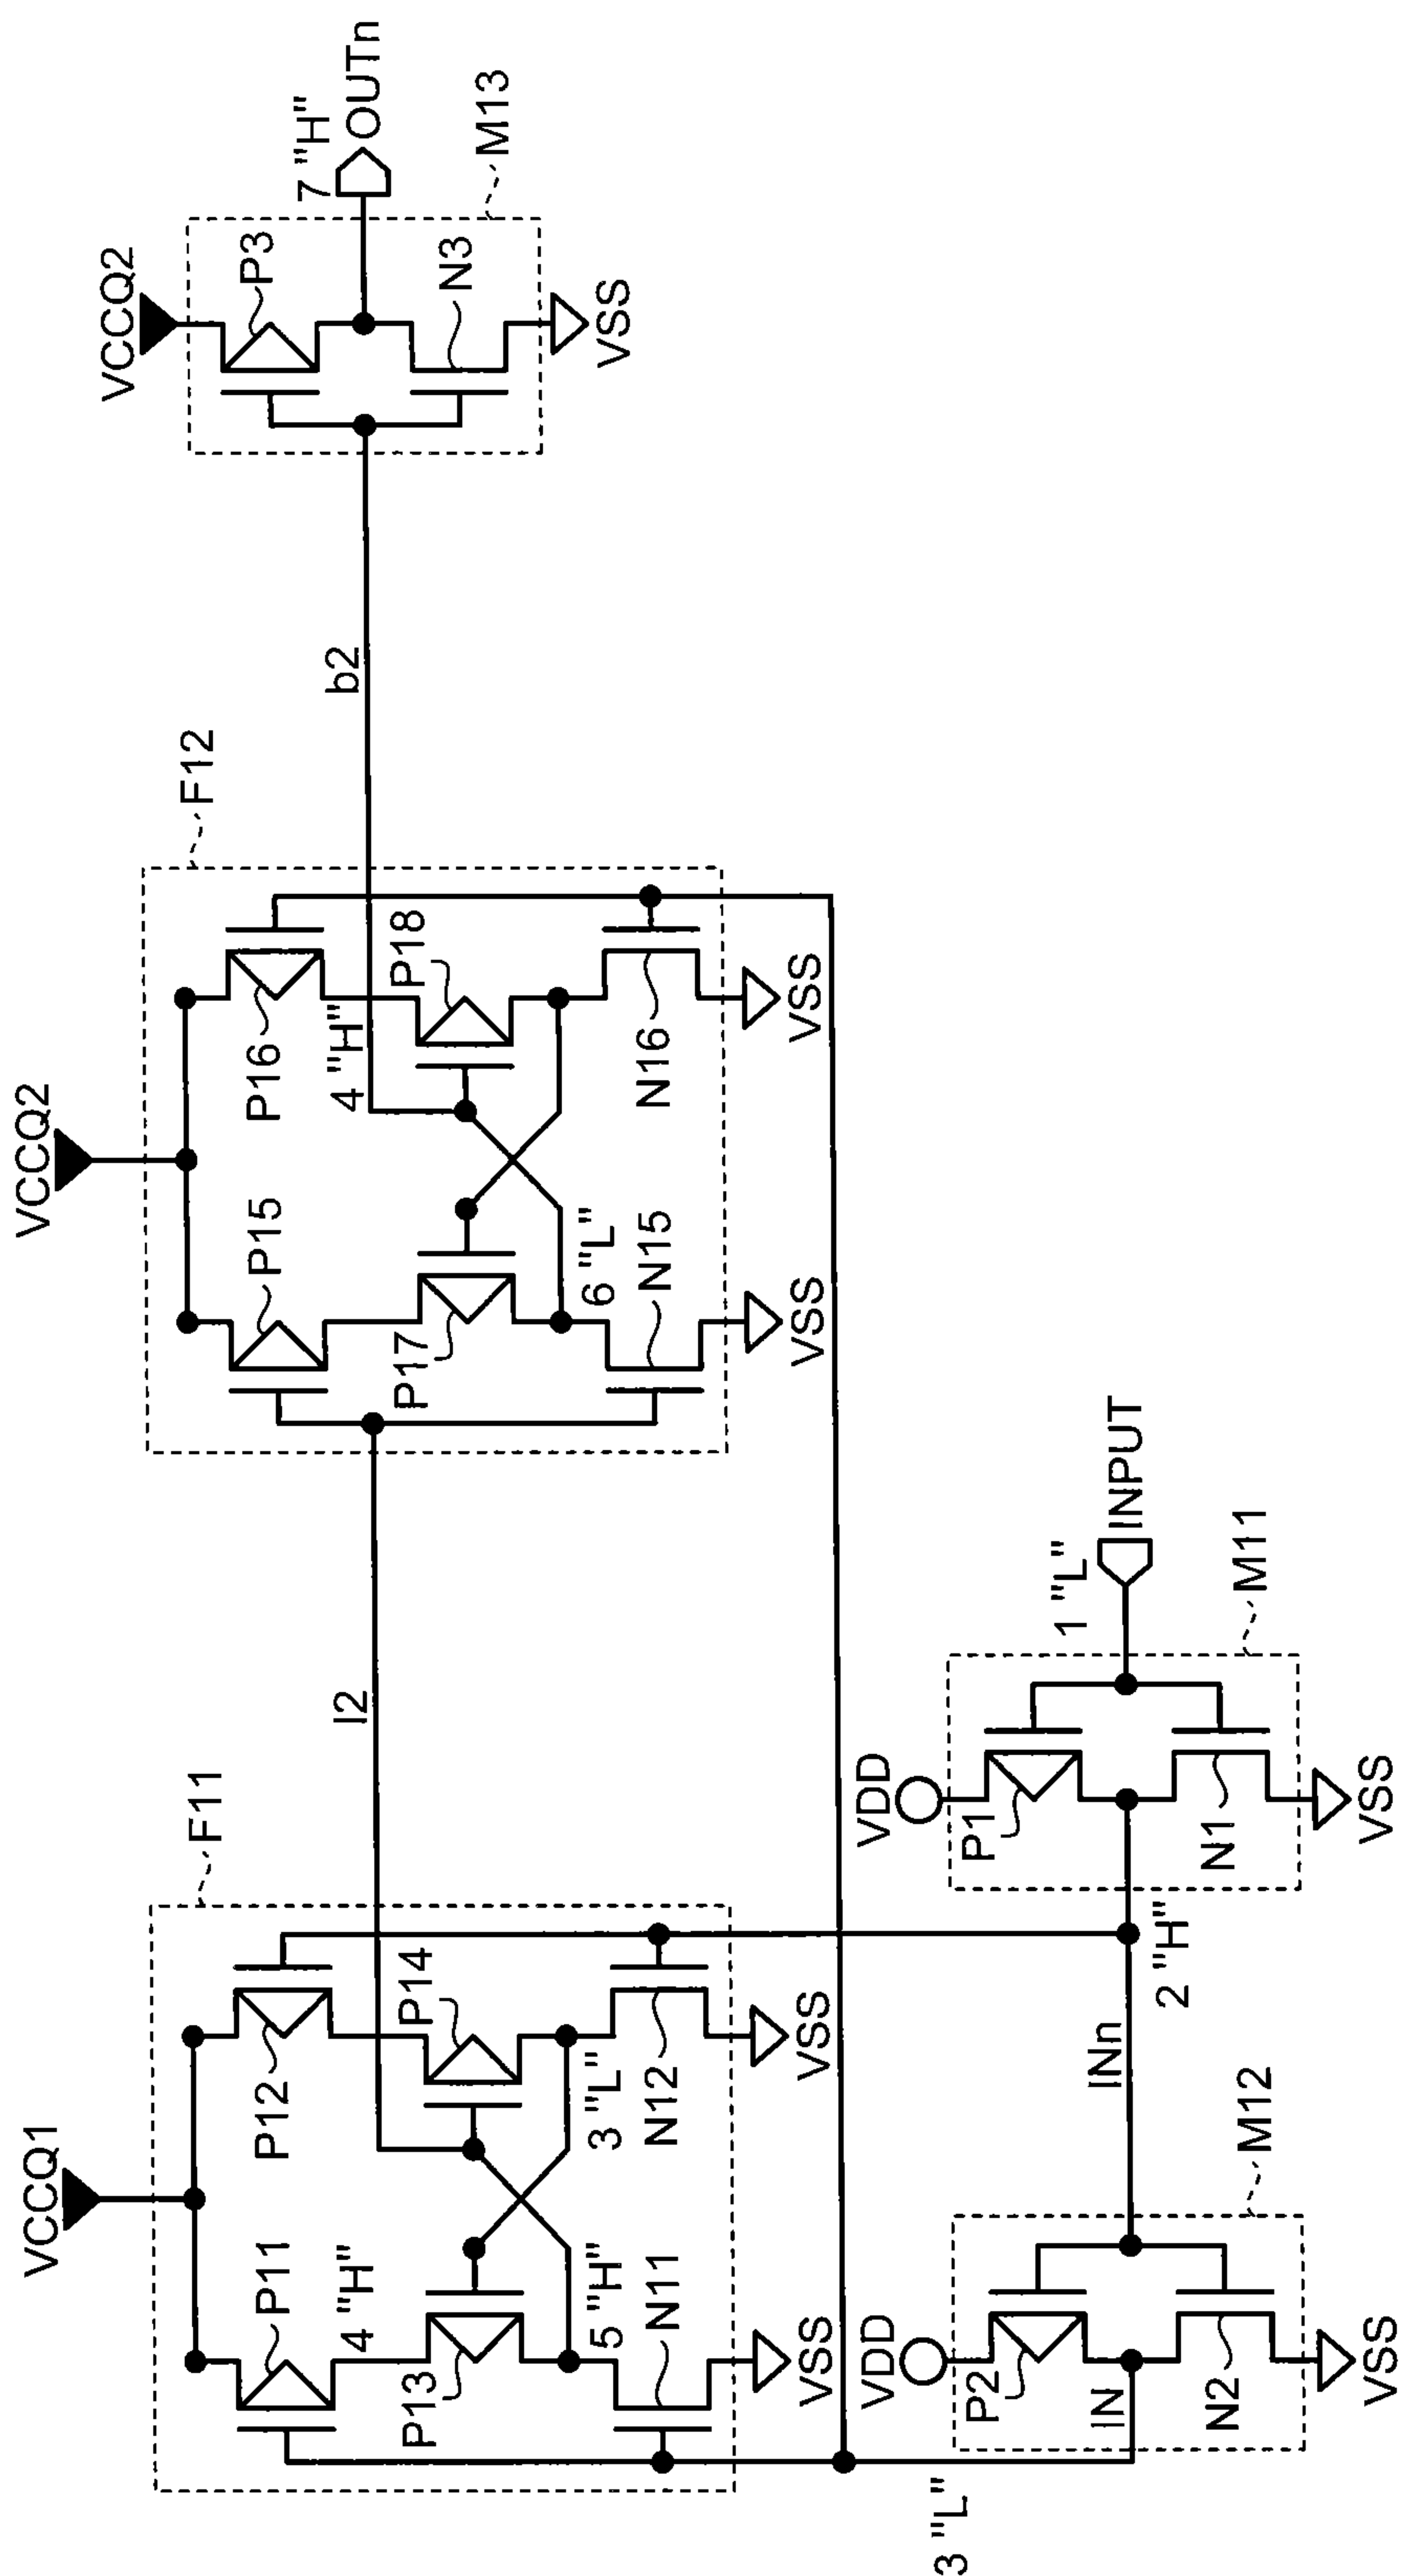 VCCQ1
F11
P11
P12
4 "H"
P13
P14
5 "H"
3 "L"
N11
N12
VSS
VSS
I2
VCCQ2
F12
P15
P16
4 "H"
P17
P18
6 "L"
N15
N16
VSS
VSS
b2
VCCQ2
P3
7 "H"
OUTn
N3
M13
VSS
3 "L"
VDD
P2
IN
N2
M12
VSS
INn
2 "H"
VDD
P1
N1
1 "L"
INPUT
M11
VSS